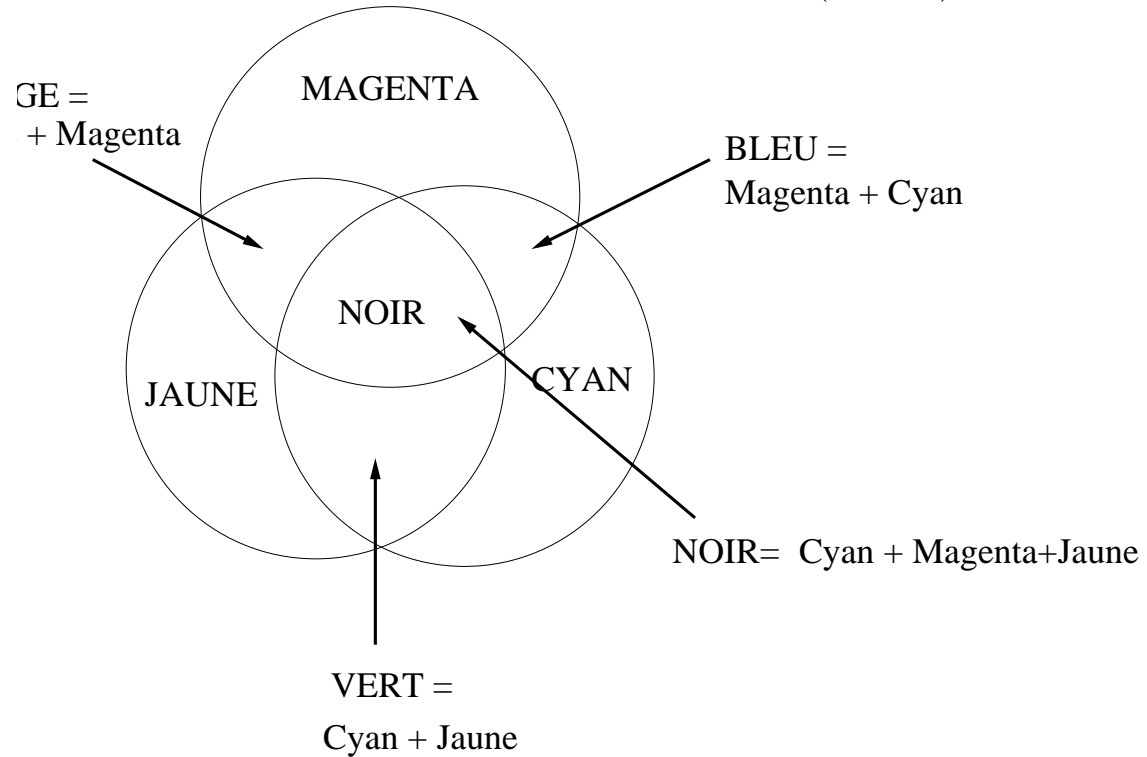 MAGENTA
GE =
+ Magenta
BLEU =
Magenta + Cyan
NOIR
CYAN
JAUNE
NOIR= Cyan + Magenta+Jaune
VERT =
Cyan + Jaune